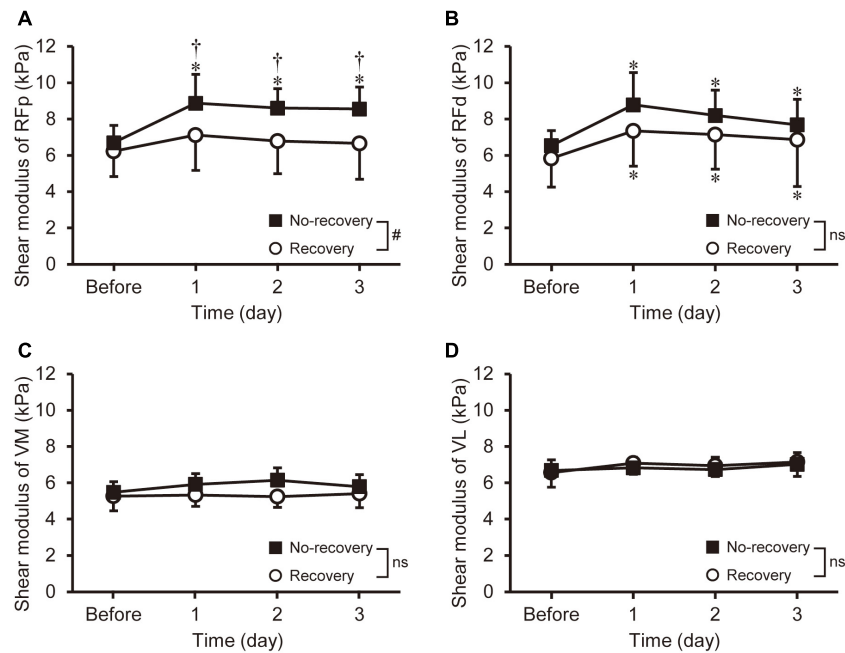 A
Shear modulus of RFp (kPa)
12
10
8
6
4
2
0
† † †
* * *
No-recovery
Recovery
#
Before 1 2 3
Time (day)
B
Shear modulus of RFd (kPa)
12
10
8
6
4
2
0
* * *
* * *
No-recovery
Recovery
ns
Before 1 2 3
Time (day)
C
Shear modulus of VM (kPa)
12
10
8
6
4
2
0
No-recovery
Recovery
ns
Before 1 2 3
Time (day)
D
Shear modulus of VL (kPa)
12
10
8
6
4
2
0
No-recovery
Recovery
ns
Before 1 2 3
Time (day)